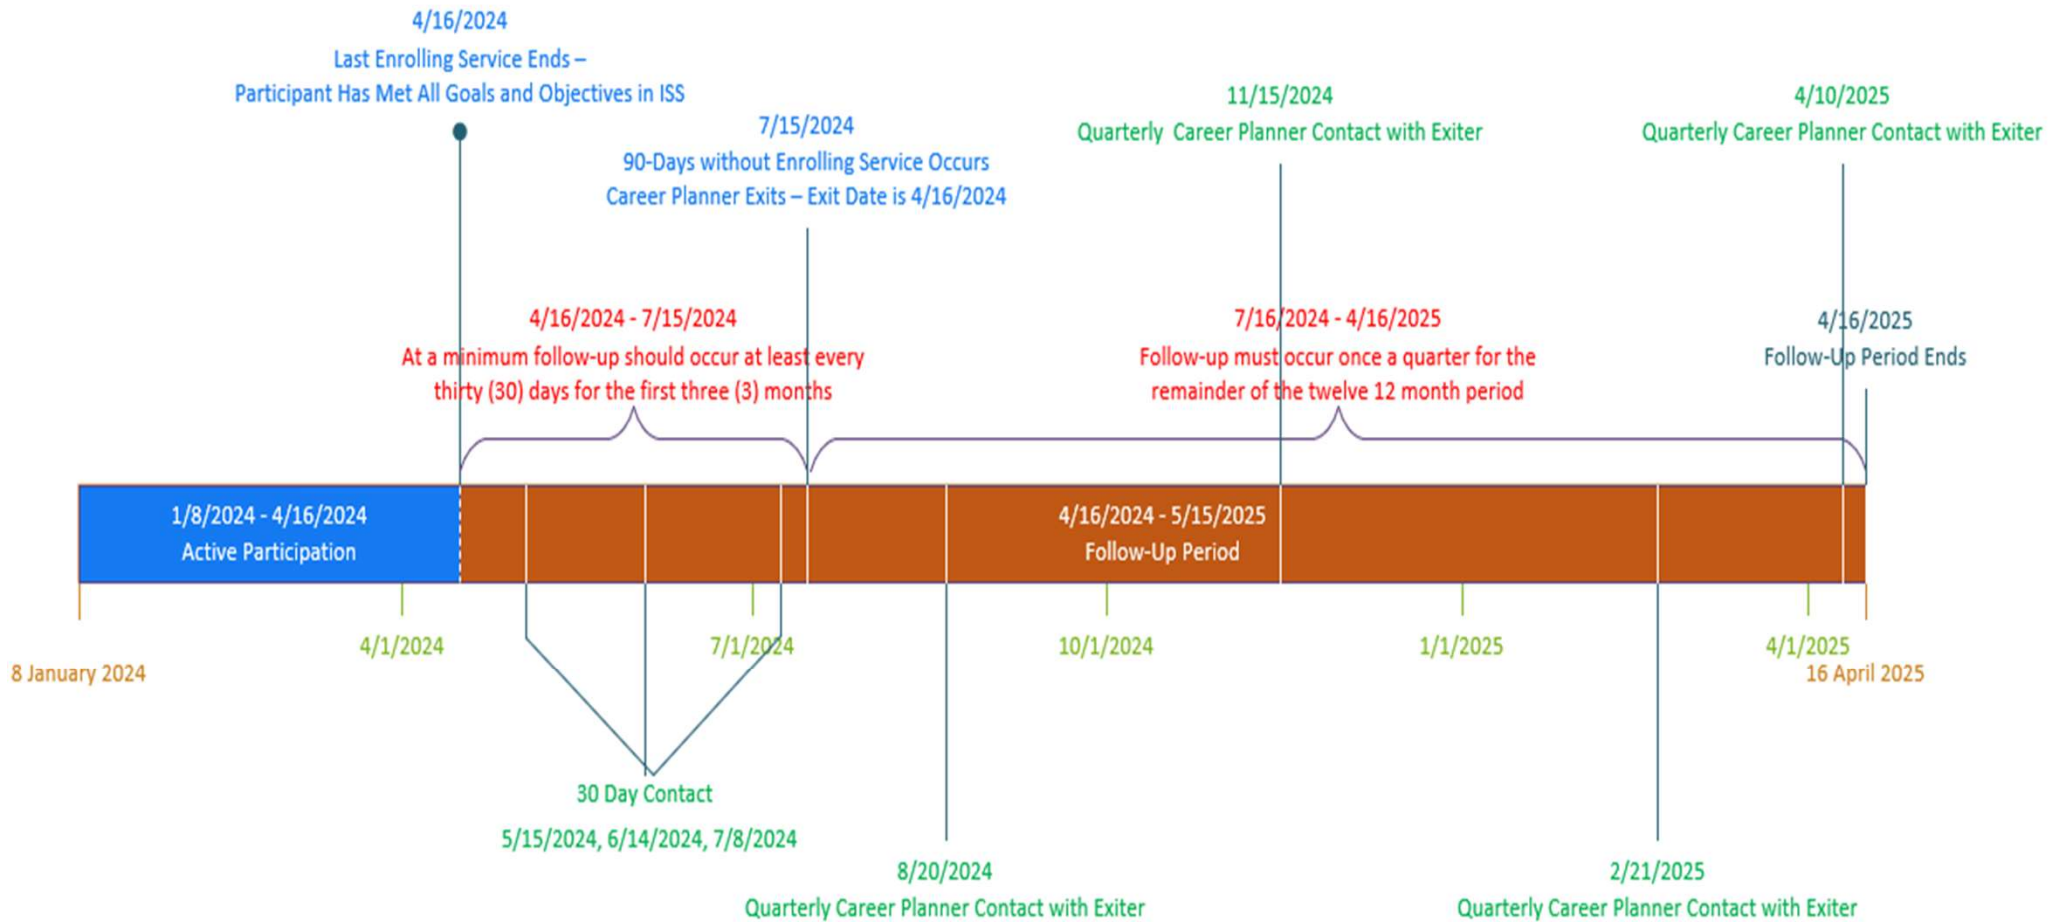 4/16/2024
Last Enrolling Service Ends –
Participant Has Met All Goals and Objectives in ISS
7/15/2024
90-Days without Enrolling Service Occurs
Career Planner Exits – Exit Date is 4/16/2024
11/15/2024
Quarterly  Career Planner Contact with Exiter
4/10/2025
Quarterly Career Planner Contact with Exiter
4/16/2024 - 7/15/2024
At a minimum follow-up should occur at least every
thirty (30) days for the first three (3) months
7/16/2024 - 4/16/2025
Follow-up must occur once a quarter for the
remainder of the twelve 12 month period
4/16/2025
Follow-Up Period Ends
1/8/2024 - 4/16/2024
Active Participation
4/16/2024 - 5/15/2025
Follow-Up Period
4/1/2024
7/1/2024
10/1/2024
1/1/2025
4/1/2025
8 January 2024
16 April 2025
30 Day Contact
5/15/2024, 6/14/2024, 7/8/2024
8/20/2024
Quarterly Career Planner Contact with Exiter
2/21/2025
Quarterly Career Planner Contact with Exiter